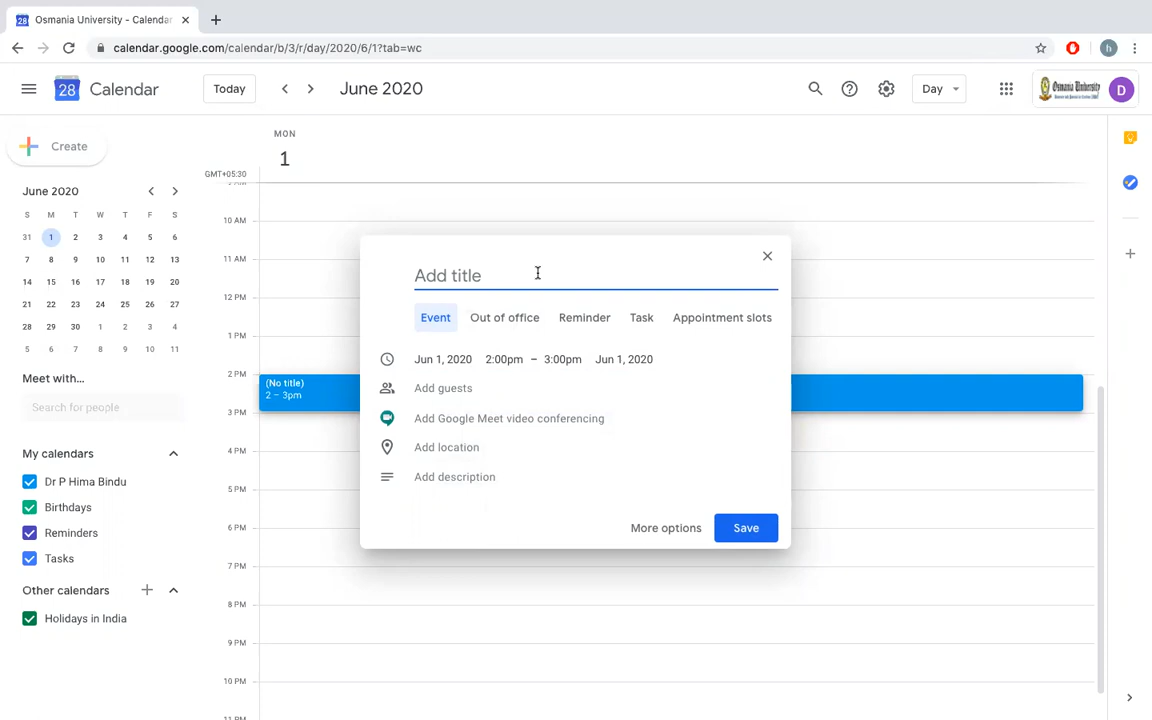 Osmania University - Calendar
calendar.google.com/calendar/b/3/r/day/2020/6/1?tab=wc
h
28 Calendar
Today
June 2020
Day
Osmania University
D
Create
MON
1
GMT+05:30
June 2020
S M T W T F S
31 1 2 3 4 5 6
7 8 9 10 11 12 13
14 15 16 17 18 19 20
21 22 23 24 25 26 27
28 29 30 1 2 3 4
5 6 7 8 9 10 11
Meet with...
Search for people
My calendars
Dr P Hima Bindu
Birthdays
Reminders
Tasks
Other calendars
Holidays in India
10 AM
11 AM
12 PM
1 PM
2 PM
3 PM
4 PM
5 PM
6 PM
7 PM
8 PM
9 PM
10 PM
(No title)
2 – 3pm
Add title
Event Out of office Reminder Task Appointment slots
Jun 1, 2020 2:00pm – 3:00pm Jun 1, 2020
Add guests
Add Google Meet video conferencing
Add location
Add description
More options Save